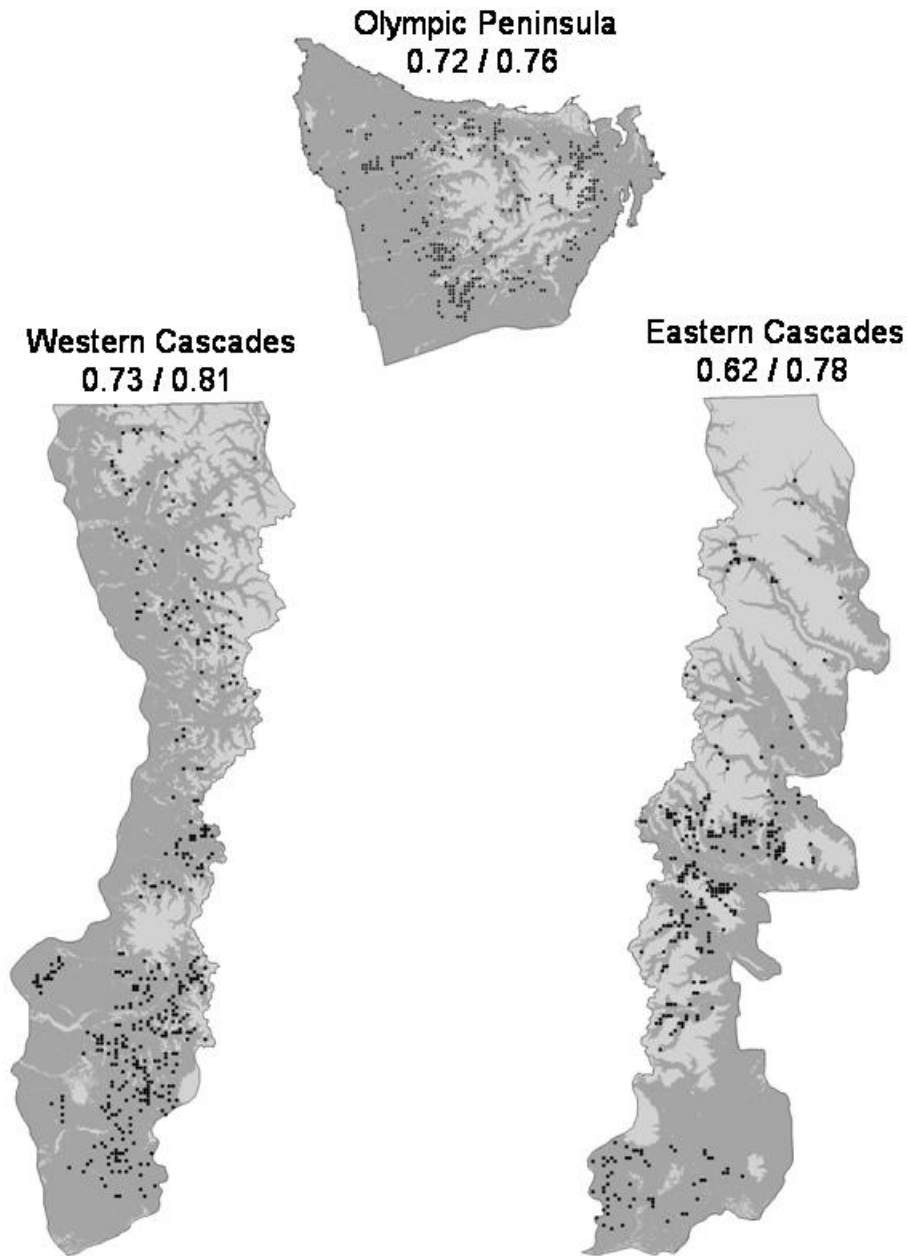 Olympic Peninsula
0.72 / 0.76
Western Cascades
0.73 / 0.81
Eastern Cascades
0.62 / 0.78